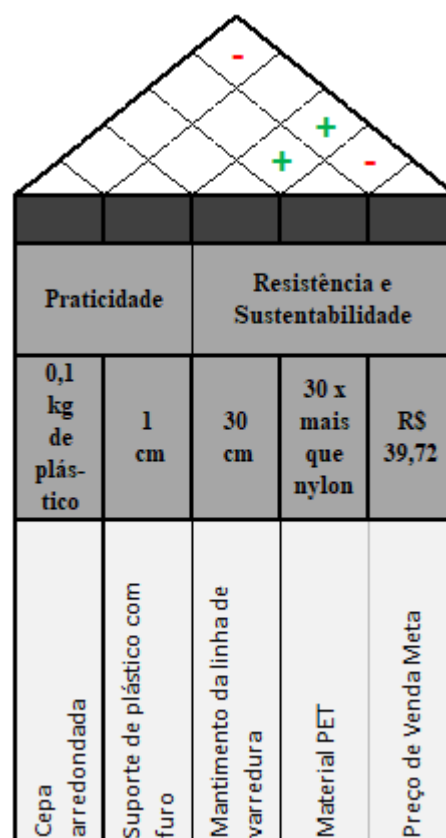 -
+
+ -
Praticidade
Resistência e
Sustentabilidade
0,1
kg
de
plás-
tico
1
cm
30
cm
30 x
mais
que
nylon
R$
39,72
Cepa
arredondada
Suporte de plástico com
furo
Mantimento da linha de
varredura
Material PET
Preço de Venda Meta